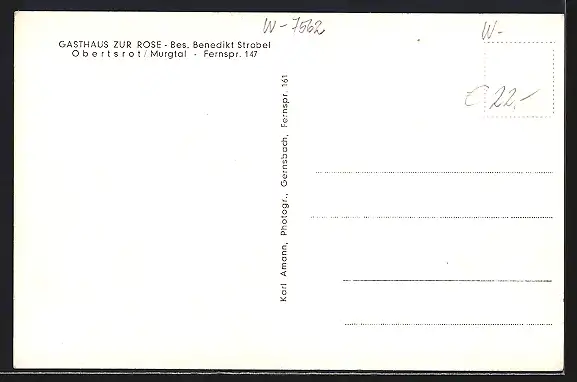 W-7562
W-
GASTHAUS ZUR ROSE - Bes. Benedikt Strobel
Obertsrot / Murgtal - Fernspr. 147
€ 22,-
Karl Amann, Photogr., Gernsbach, Fernspr. 161